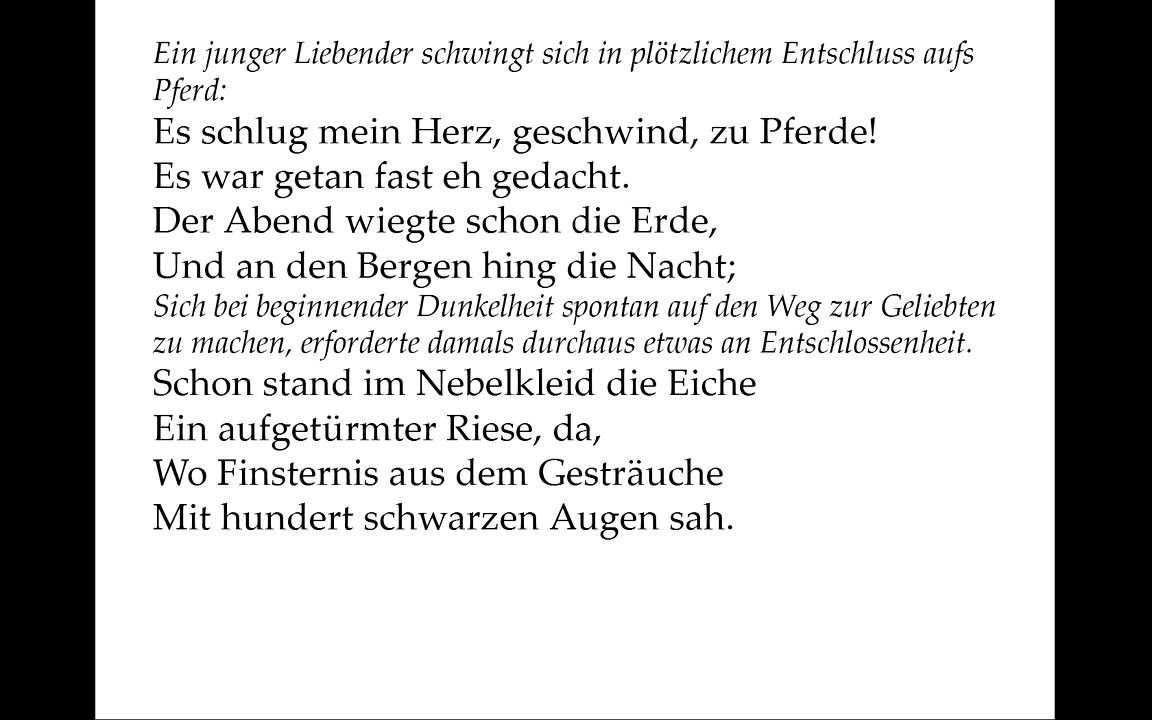 Ein junger Liebender schwingt sich in plötzlichem Entschluss aufs
Pferd:
Es schlug mein Herz, geschwind, zu Pferde!
Es war getan fast eh gedacht.
Der Abend wiegte schon die Erde,
Und an den Bergen hing die Nacht;
Sich bei beginnender Dunkelheit spontan auf den Weg zur Geliebten
zu machen, erforderte damals durchaus etwas an Entschlossenheit.
Schon stand im Nebelkleid die Eiche
Ein aufgetürmter Riese, da,
Wo Finsternis aus dem Gesträuche
Mit hundert schwarzen Augen sah.